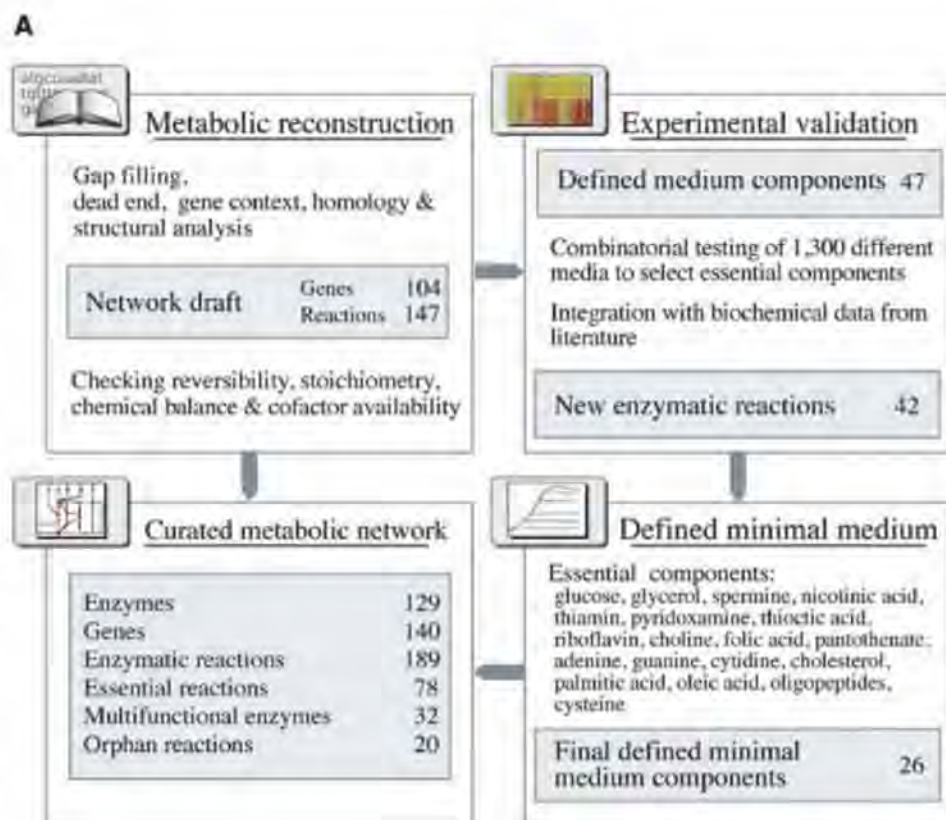 A
Metabolic reconstruction
Gap filling,
dead end, gene context, homology &
structural analysis
Network draft
Genes 104
Reactions 147
Checking reversibility, stoichiometry,
chemical balance & cofactor availability
Experimental validation
Defined medium components 47
Combinatorial testing of 1,300 different
media to select essential components
Integration with biochemical data from
literature
New enzymatic reactions 42
Curated metabolic network
Enzymes 129
Genes 140
Enzymatic reactions 189
Essential reactions 78
Multifunctional enzymes 32
Orphan reactions 20
Defined minimal medium
Essential components:
glucose, glycerol, spermine, nicotinic acid,
thiamin, pyridoxamine, thioctic acid,
riboflavin, choline, folic acid, pantothenate,
adenine, guanine, cytidine, cholesterol,
palmitic acid, oleic acid, oligopeptides,
cysteine
Final defined minimal
medium components 26